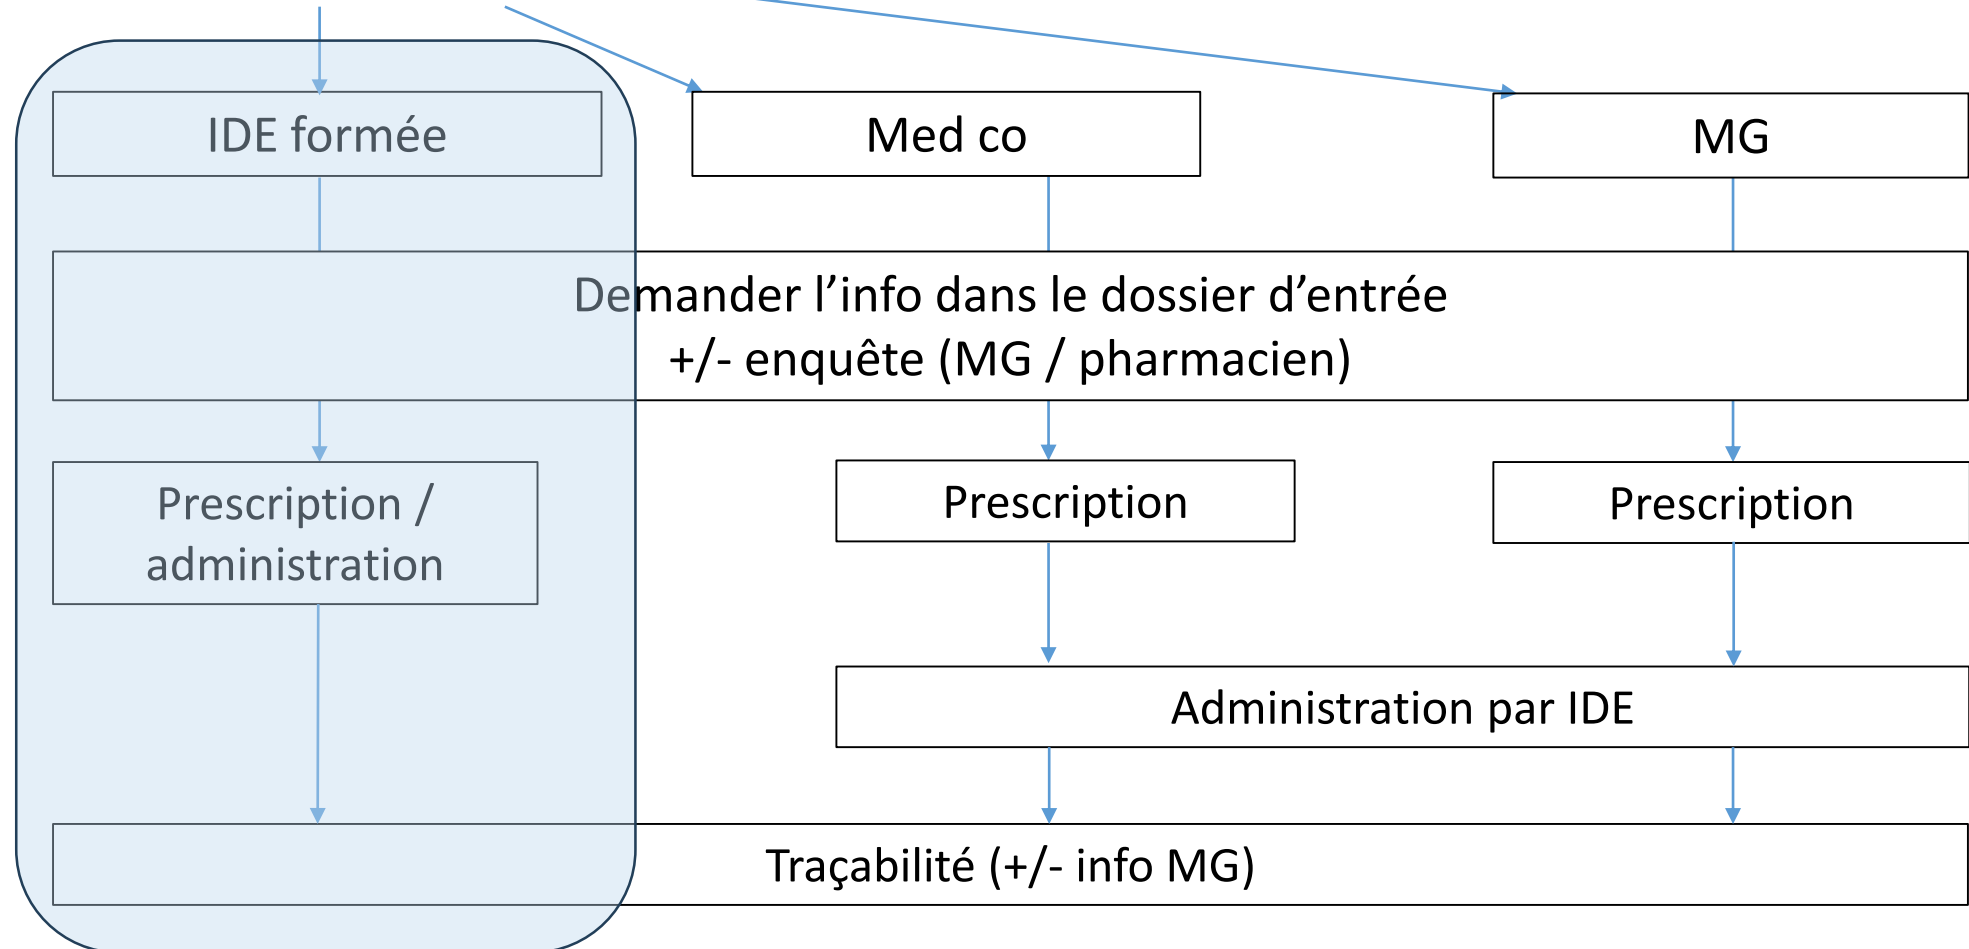 IDE formée
Med co
MG
Demander l’info dans le dossier d’entrée
+/- enquête (MG / pharmacien)
Prescription /
administration
Prescription
Prescription
Administration par IDE
Traçabilité (+/- info MG)